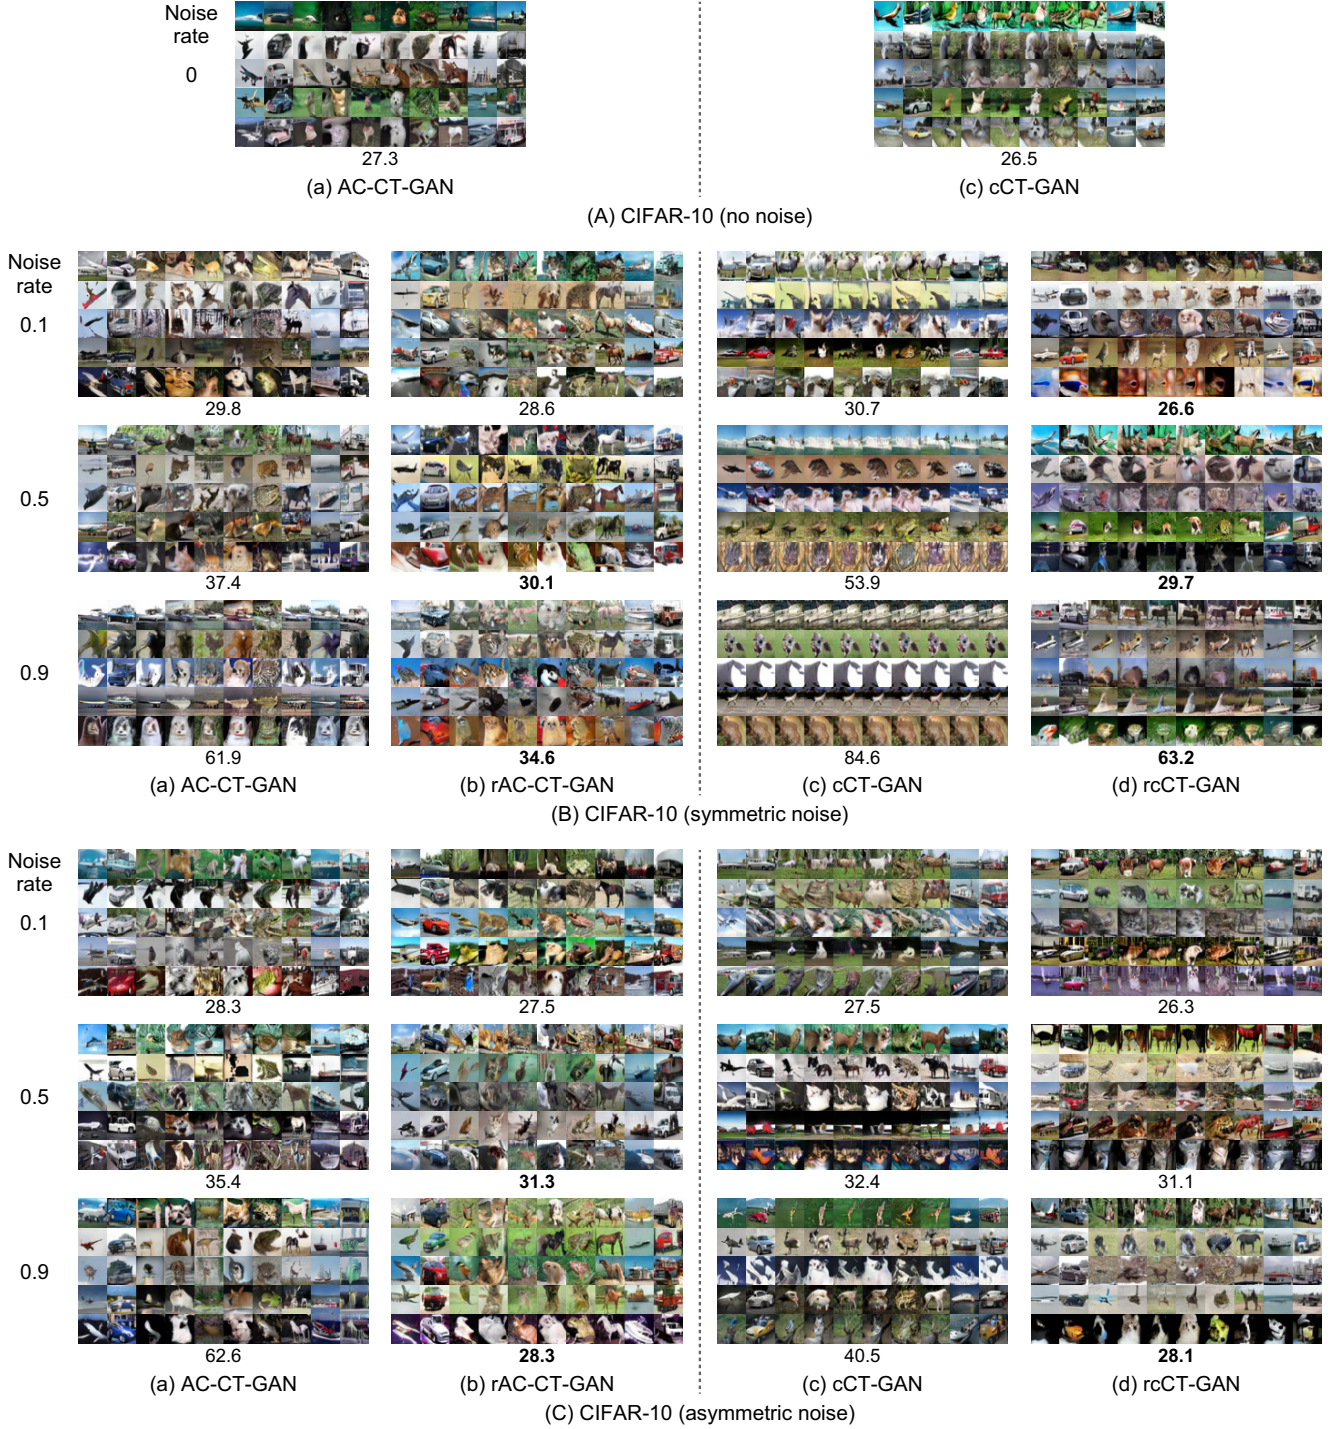 Noise
rate
0
27.3
26.5
(a) AC-CT-GAN
(c) cCT-GAN
(A) CIFAR-10 (no noise)
Noise
rate
0.1
29.8
28.6
30.7
26.6
0.5
37.4
30.1
53.9
29.7
0.9
61.9
34.6
84.6
63.2
(a) AC-CT-GAN
(b) rAC-CT-GAN
(c) cCT-GAN
(d) rcCT-GAN
(B) CIFAR-10 (symmetric noise)
Noise
rate
0.1
28.3
27.5
27.5
26.3
0.5
35.4
31.3
32.4
31.1
0.9
62.6
28.3
40.5
28.1
(a) AC-CT-GAN
(b) rAC-CT-GAN
(c) cCT-GAN
(d) rcCT-GAN
(C) CIFAR-10 (asymmetric noise)